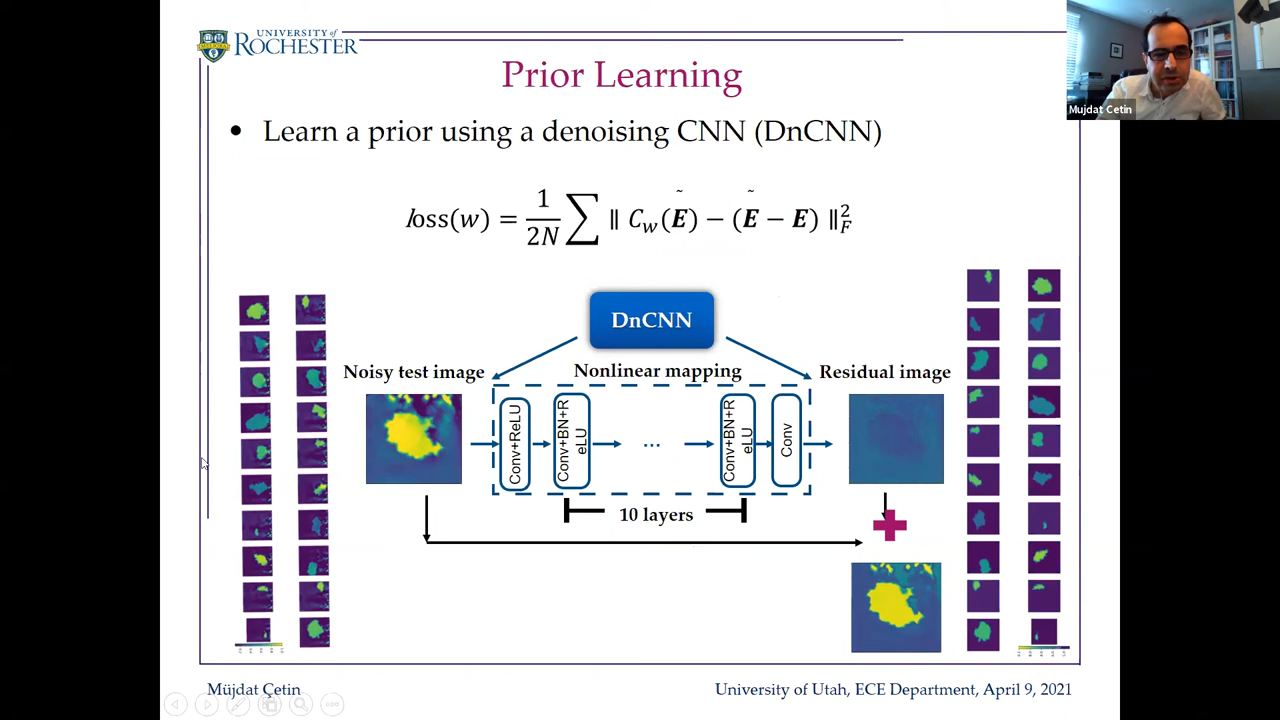 UNIVERSITY of
ROCHESTER
Prior Learning
Mujdat Cetin
• Learn a prior using a denoising CNN (DnCNN)
loss(w) = 1/2N ∑ ‖ C_w(Ẽ) − (Ẽ − E) ‖²_F
DnCNN
Noisy test image
Nonlinear mapping
Residual image
Conv+ReLU
Conv+BN+R
eLU
...
Conv+BN+R
eLU
Conv
10 layers
Müjdat Çetin
University of Utah, ECE Department, April 9, 2021